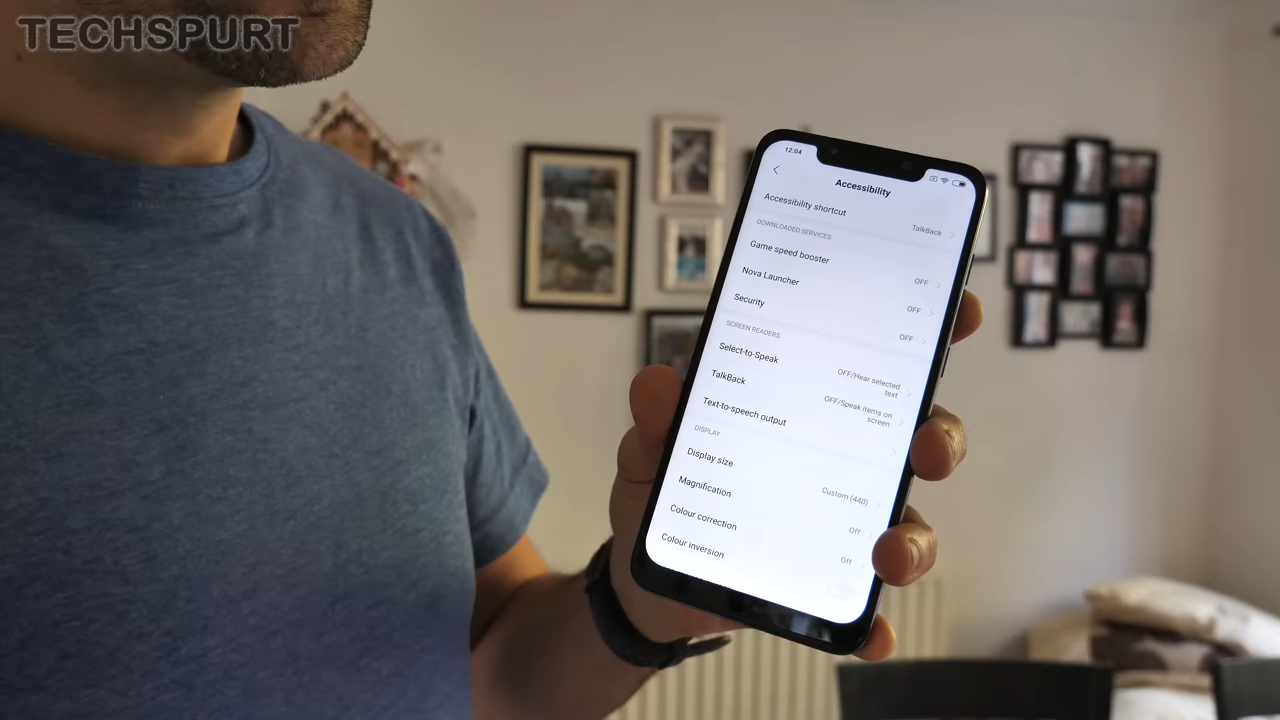 TECHSPURT
12:04
Accessibility
Accessibility shortcut
TalkBack
DOWNLOADED SERVICES
Game speed booster
OFF
Nova Launcher
OFF
Security
OFF
SCREEN READERS
Select-to-Speak
OFF/Hear selected
text
TalkBack
OFF/Speak items on
screen
Text-to-speech output
DISPLAY
Display size
Custom (440)
Magnification
Off
Colour correction
Off
Colour inversion